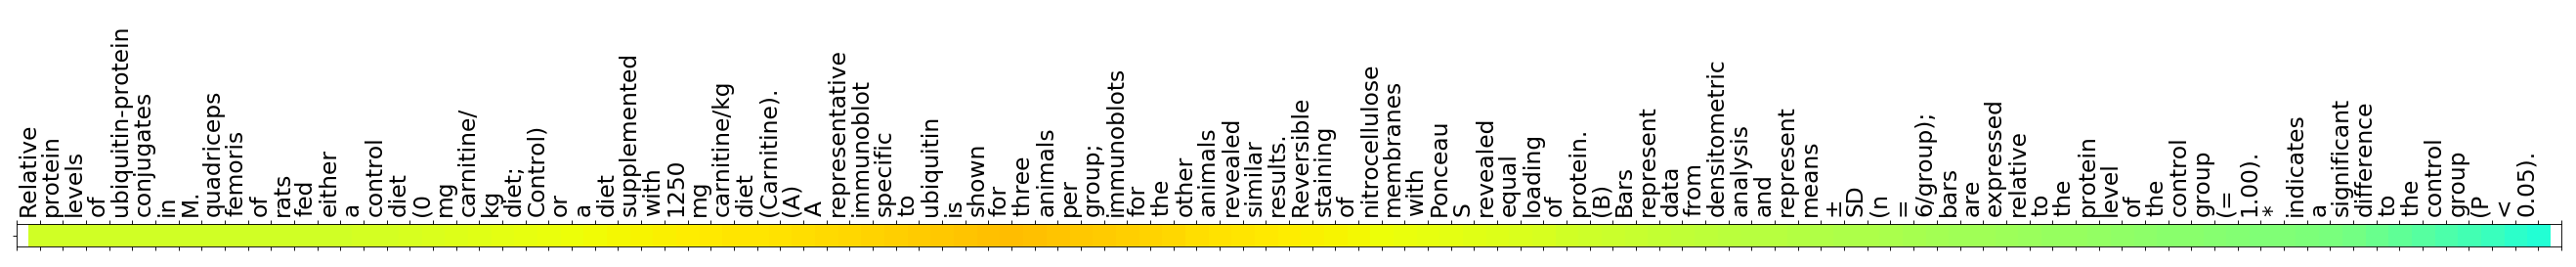 Relative protein levels of ubiquitin-protein conjugates in M. quadriceps femoris of rats fed either a control diet (0 mg carnitine/ kg diet; Control) or a diet supplemented with 1250 mg carnitine/kg diet (Carnitine). (A) A representative immunoblot specific to ubiquitin is shown for three animals per group; immunoblots for the other animals revealed similar results. Reversible staining of nitrocellulose membranes with Ponceau S revealed equal loading of protein. (B) Bars represent data from densitometric analysis and represent means ± SD (n = 6/group); bars are expressed relative to the protein level of the control group (= 1.00). * indicates a significant difference to the control group (P < 0.05).